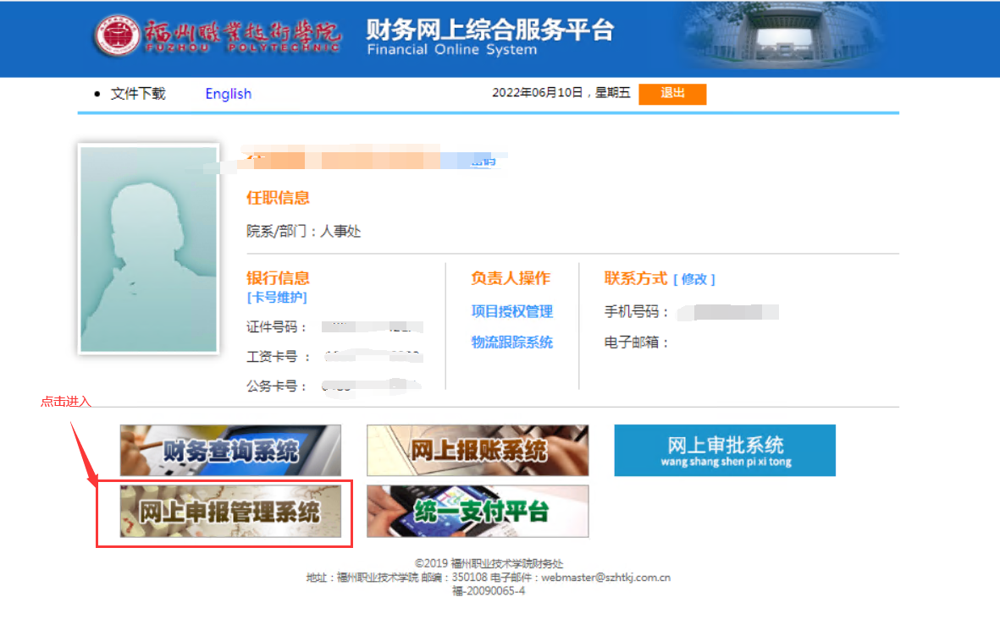 福州職業技術學院
FUZHOU POLYTECHNIC
财务网上综合服务平台
Financial Online System
文件下载 English 2022年06月10日，星期五 退出
任职信息
院系/部门：人事处
银行信息 负责人操作 联系方式 [ 修改 ]
[卡号维护]
项目授权管理 手机号码：
证件号码：
物流跟踪系统 电子邮箱：
工资卡号 ：
公务卡号：
点击进入
财务查询系统 网上报账系统 网上审批系统
wang shang shen pi xi tong
网上申报管理系统 统一支付平台
©2019 福州职业技术学院财务处
地址：福州职业技术学院 邮编：350108 电子邮件：webmaster@szhtkj.com.cn
福-20090065-4